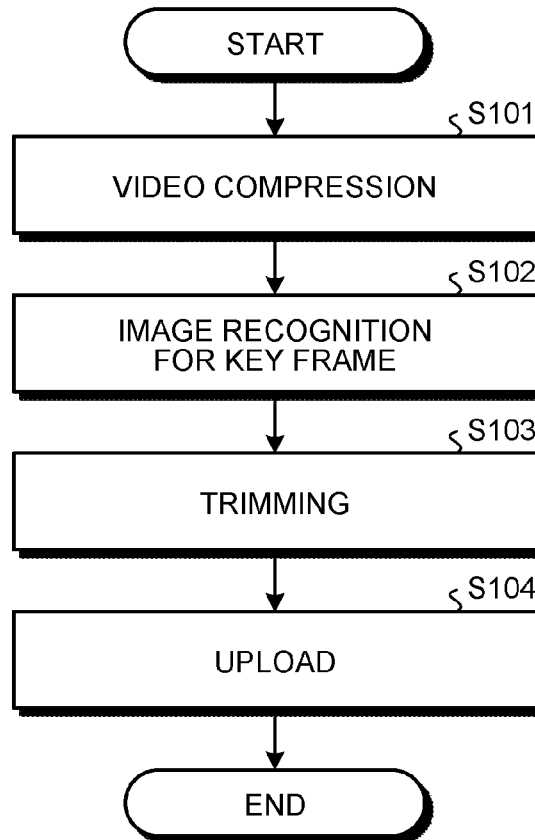 START
S101
VIDEO COMPRESSION
S102
IMAGE RECOGNITION
FOR KEY FRAME
S103
TRIMMING
S104
UPLOAD
END